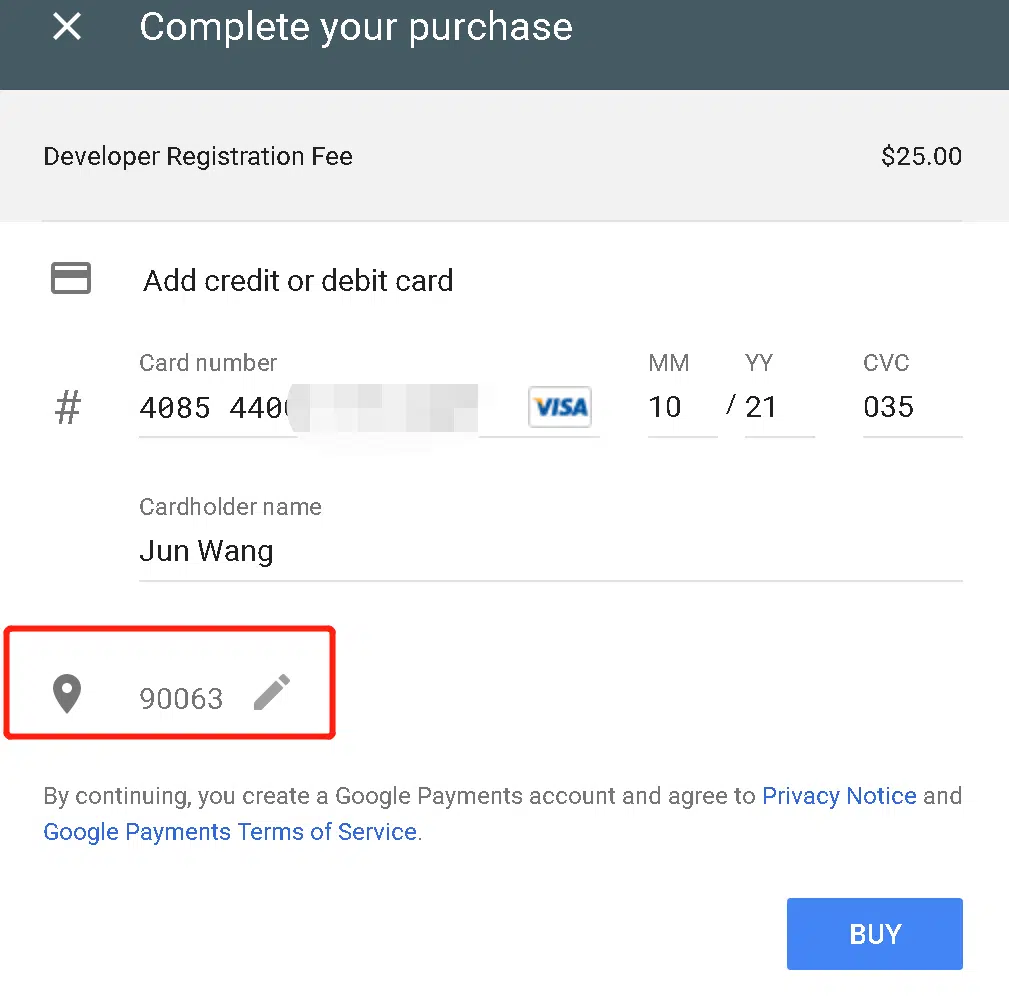 Complete your purchase
Developer Registration Fee $25.00
Add credit or debit card
Card number MM YY CVC
# 4085 440 VISA 10 / 21 035
Cardholder name
Jun Wang
90063
By continuing, you create a Google Payments account and agree to Privacy Notice and
Google Payments Terms of Service.
BUY